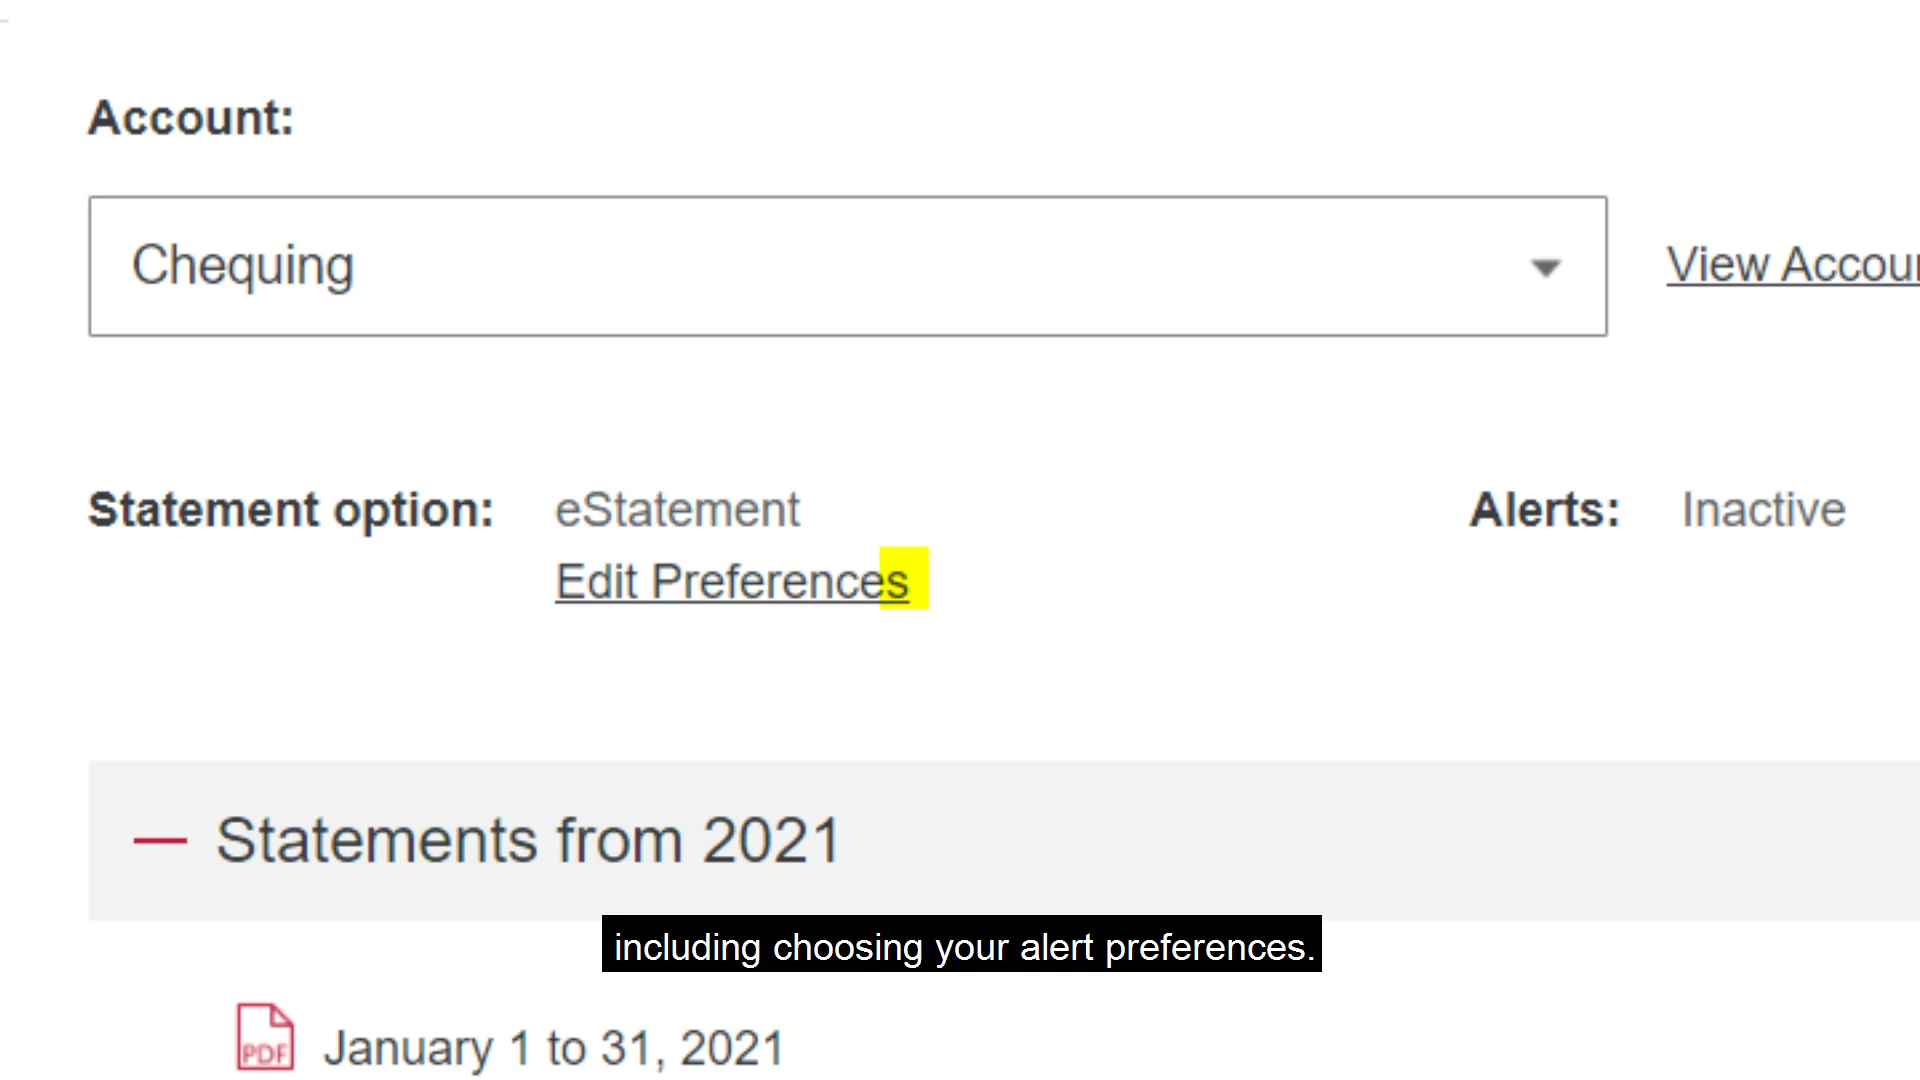 Account:
Chequing
View Accou
Statement option: eStatement
Alerts: Inactive
Edit Preferences
Statements from 2021
including choosing your alert preferences.
PDF
January 1 to 31, 2021